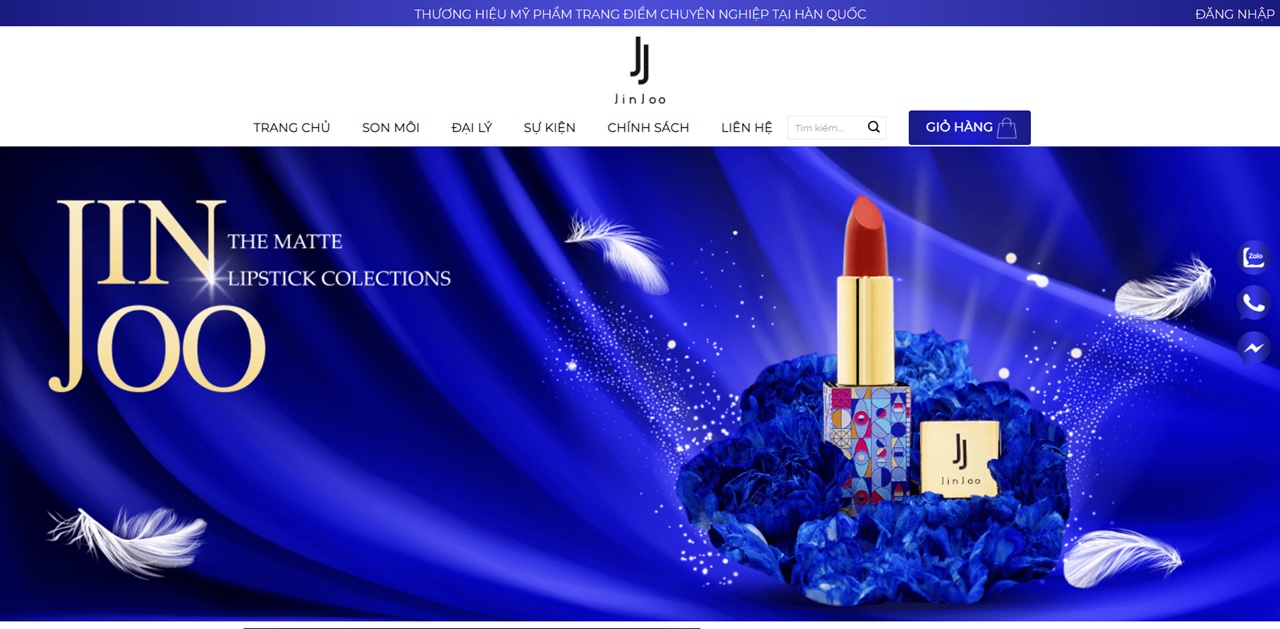 THƯƠNG HIỆU MỸ PHẨM TRANG ĐIỂM CHUYÊN NGHIỆP TẠI HÀN QUỐC
ĐĂNG NHẬP
JJ
JinJoo
TRANG CHỦ
SON MÔI
ĐẠI LÝ
SỰ KIỆN
CHÍNH SÁCH
LIÊN HỆ
Tìm kiếm...
GIỎ HÀNG
JIN
JOO
THE MATTE
LIPSTICK COLECTIONS
Zalo
JJ
JinJoo